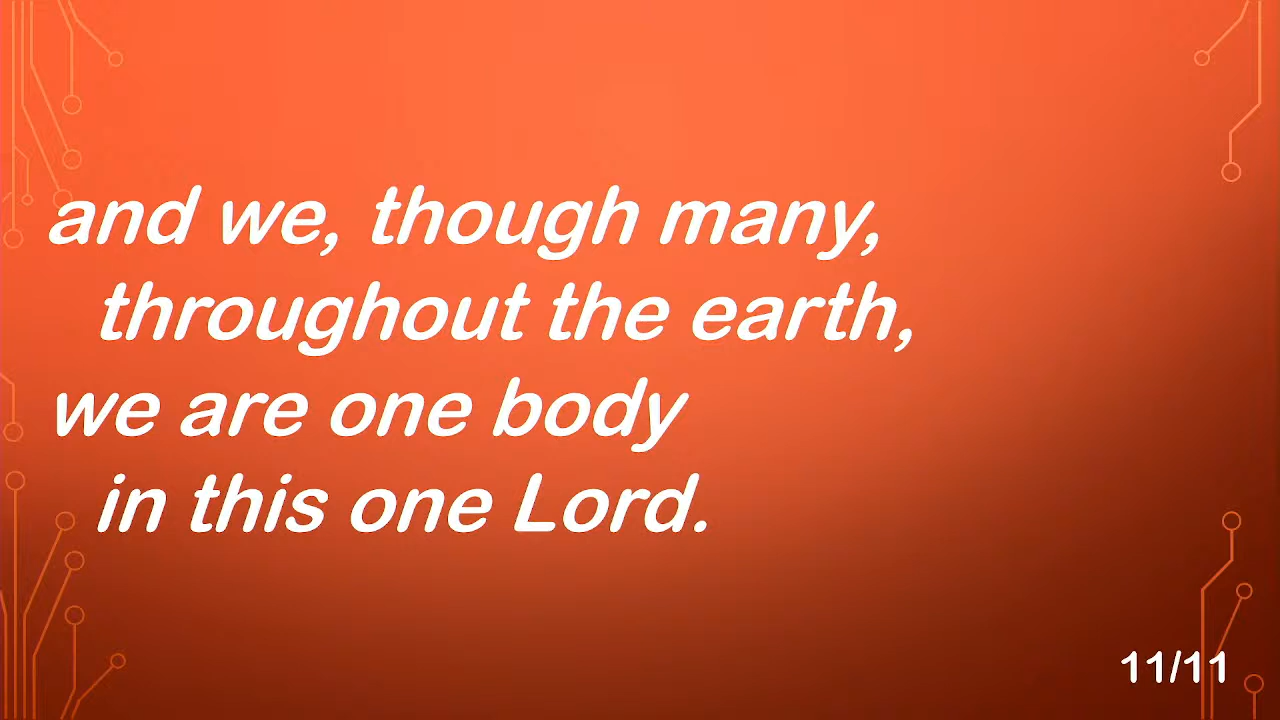 and we, though many,
throughout the earth,
we are one body
in this one Lord.
11/11